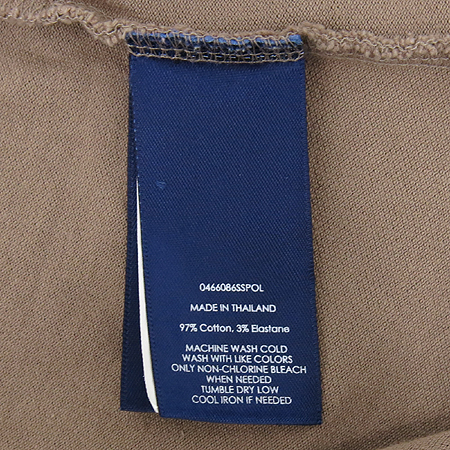 0466086SSPOL
MADE IN THAILAND
97% Cotton, 3% Elastane
MACHINE WASH COLD
WASH WITH LIKE COLORS
ONLY NON-CHLORINE BLEACH
WHEN NEEDED
TUMBLE DRY LOW
COOL IRON IF NEEDED